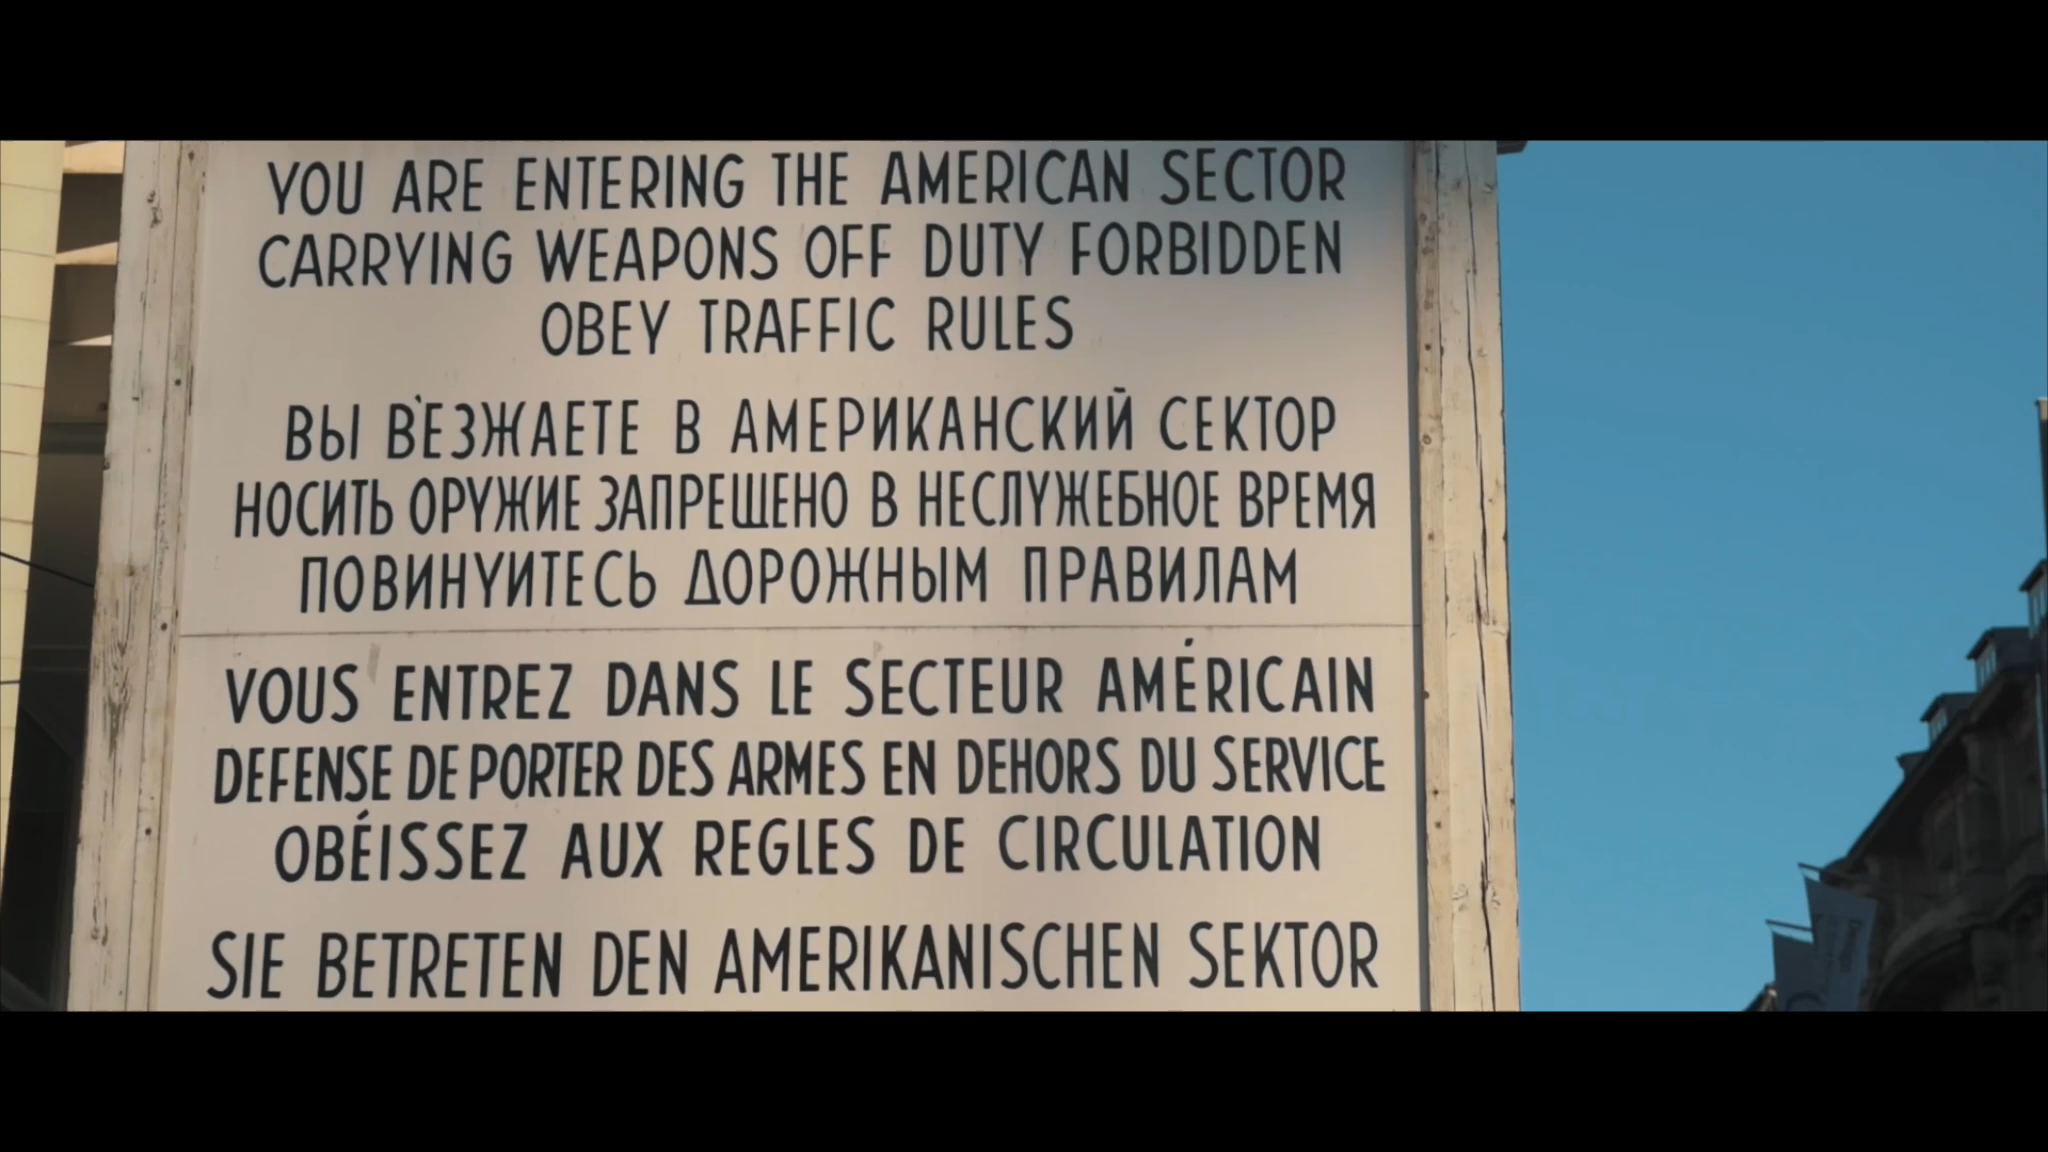 YOU ARE ENTERING THE AMERICAN SECTOR
CARRYING WEAPONS OFF DUTY FORBIDDEN
OBEY TRAFFIC RULES
ВЫ В'ЕЗЖАЕТЕ В АМЕРИКАНСКИЙ СЕКТОР
НОСИТЬ ОРУЖИЕ ЗАПРЕЩЕНО В НЕСЛУЖЕБНОЕ ВРЕМЯ
ПОВИНУИТЕСЬ ДОРОЖНЫМ ПРАВИЛАМ
VOUS ENTREZ DANS LE SECTEUR AMÉRICAIN
DEFENSE DE PORTER DES ARMES EN DEHORS DU SERVICE
OBÉISSEZ AUX REGLES DE CIRCULATION
SIE BETRETEN DEN AMERIKANISCHEN SEKTOR